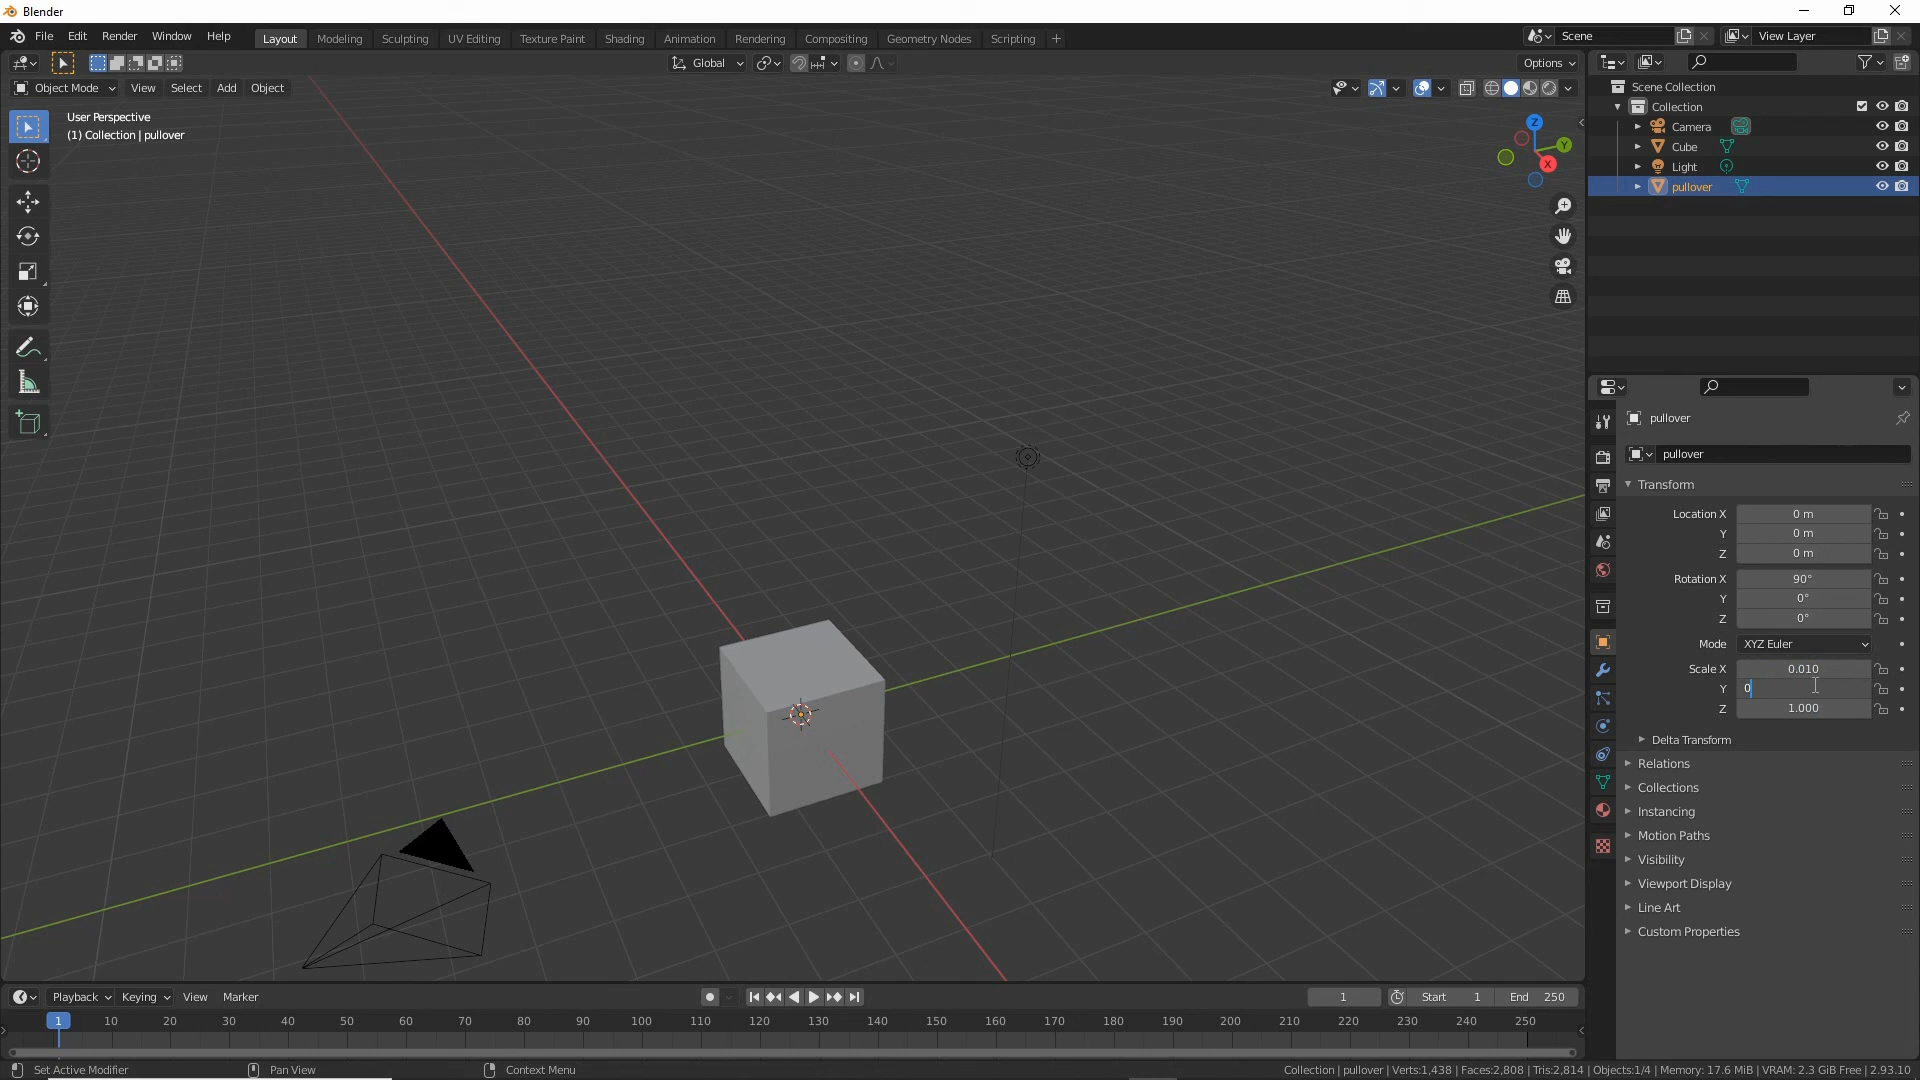 Blender
File Edit Render Window Help
Layout Modeling Sculpting UV Editing Texture Paint Shading Animation Rendering Compositing Geometry Nodes Scripting +
Scene
View Layer
Global
Options
Object Mode View Select Add Object
User Perspective
(1) Collection | pullover
Z
Y
X
Scene Collection
Collection
Camera
Cube
Light
pullover
pullover
pullover
Transform
Location X 0 m
Y 0 m
Z 0 m
Rotation X 90°
Y 0°
Z 0°
Mode XYZ Euler
Scale X 0.010
Y 0
Z 1.000
Delta Transform
Relations
Collections
Instancing
Motion Paths
Visibility
Viewport Display
Line Art
Custom Properties
Playback Keying View Marker
1 Start 1 End 250
1 10 20 30 40 50 60 70 80 90 100 110 120 130 140 150 160 170 180 190 200 210 220 230 240 250
Set Active Modifier Pan View Context Menu
Collection | pullover | Verts:1,438 | Faces:2,808 | Tris:2,814 | Objects:1/4 | Memory: 17.6 MiB | VRAM: 2.3 GiB Free | 2.93.10